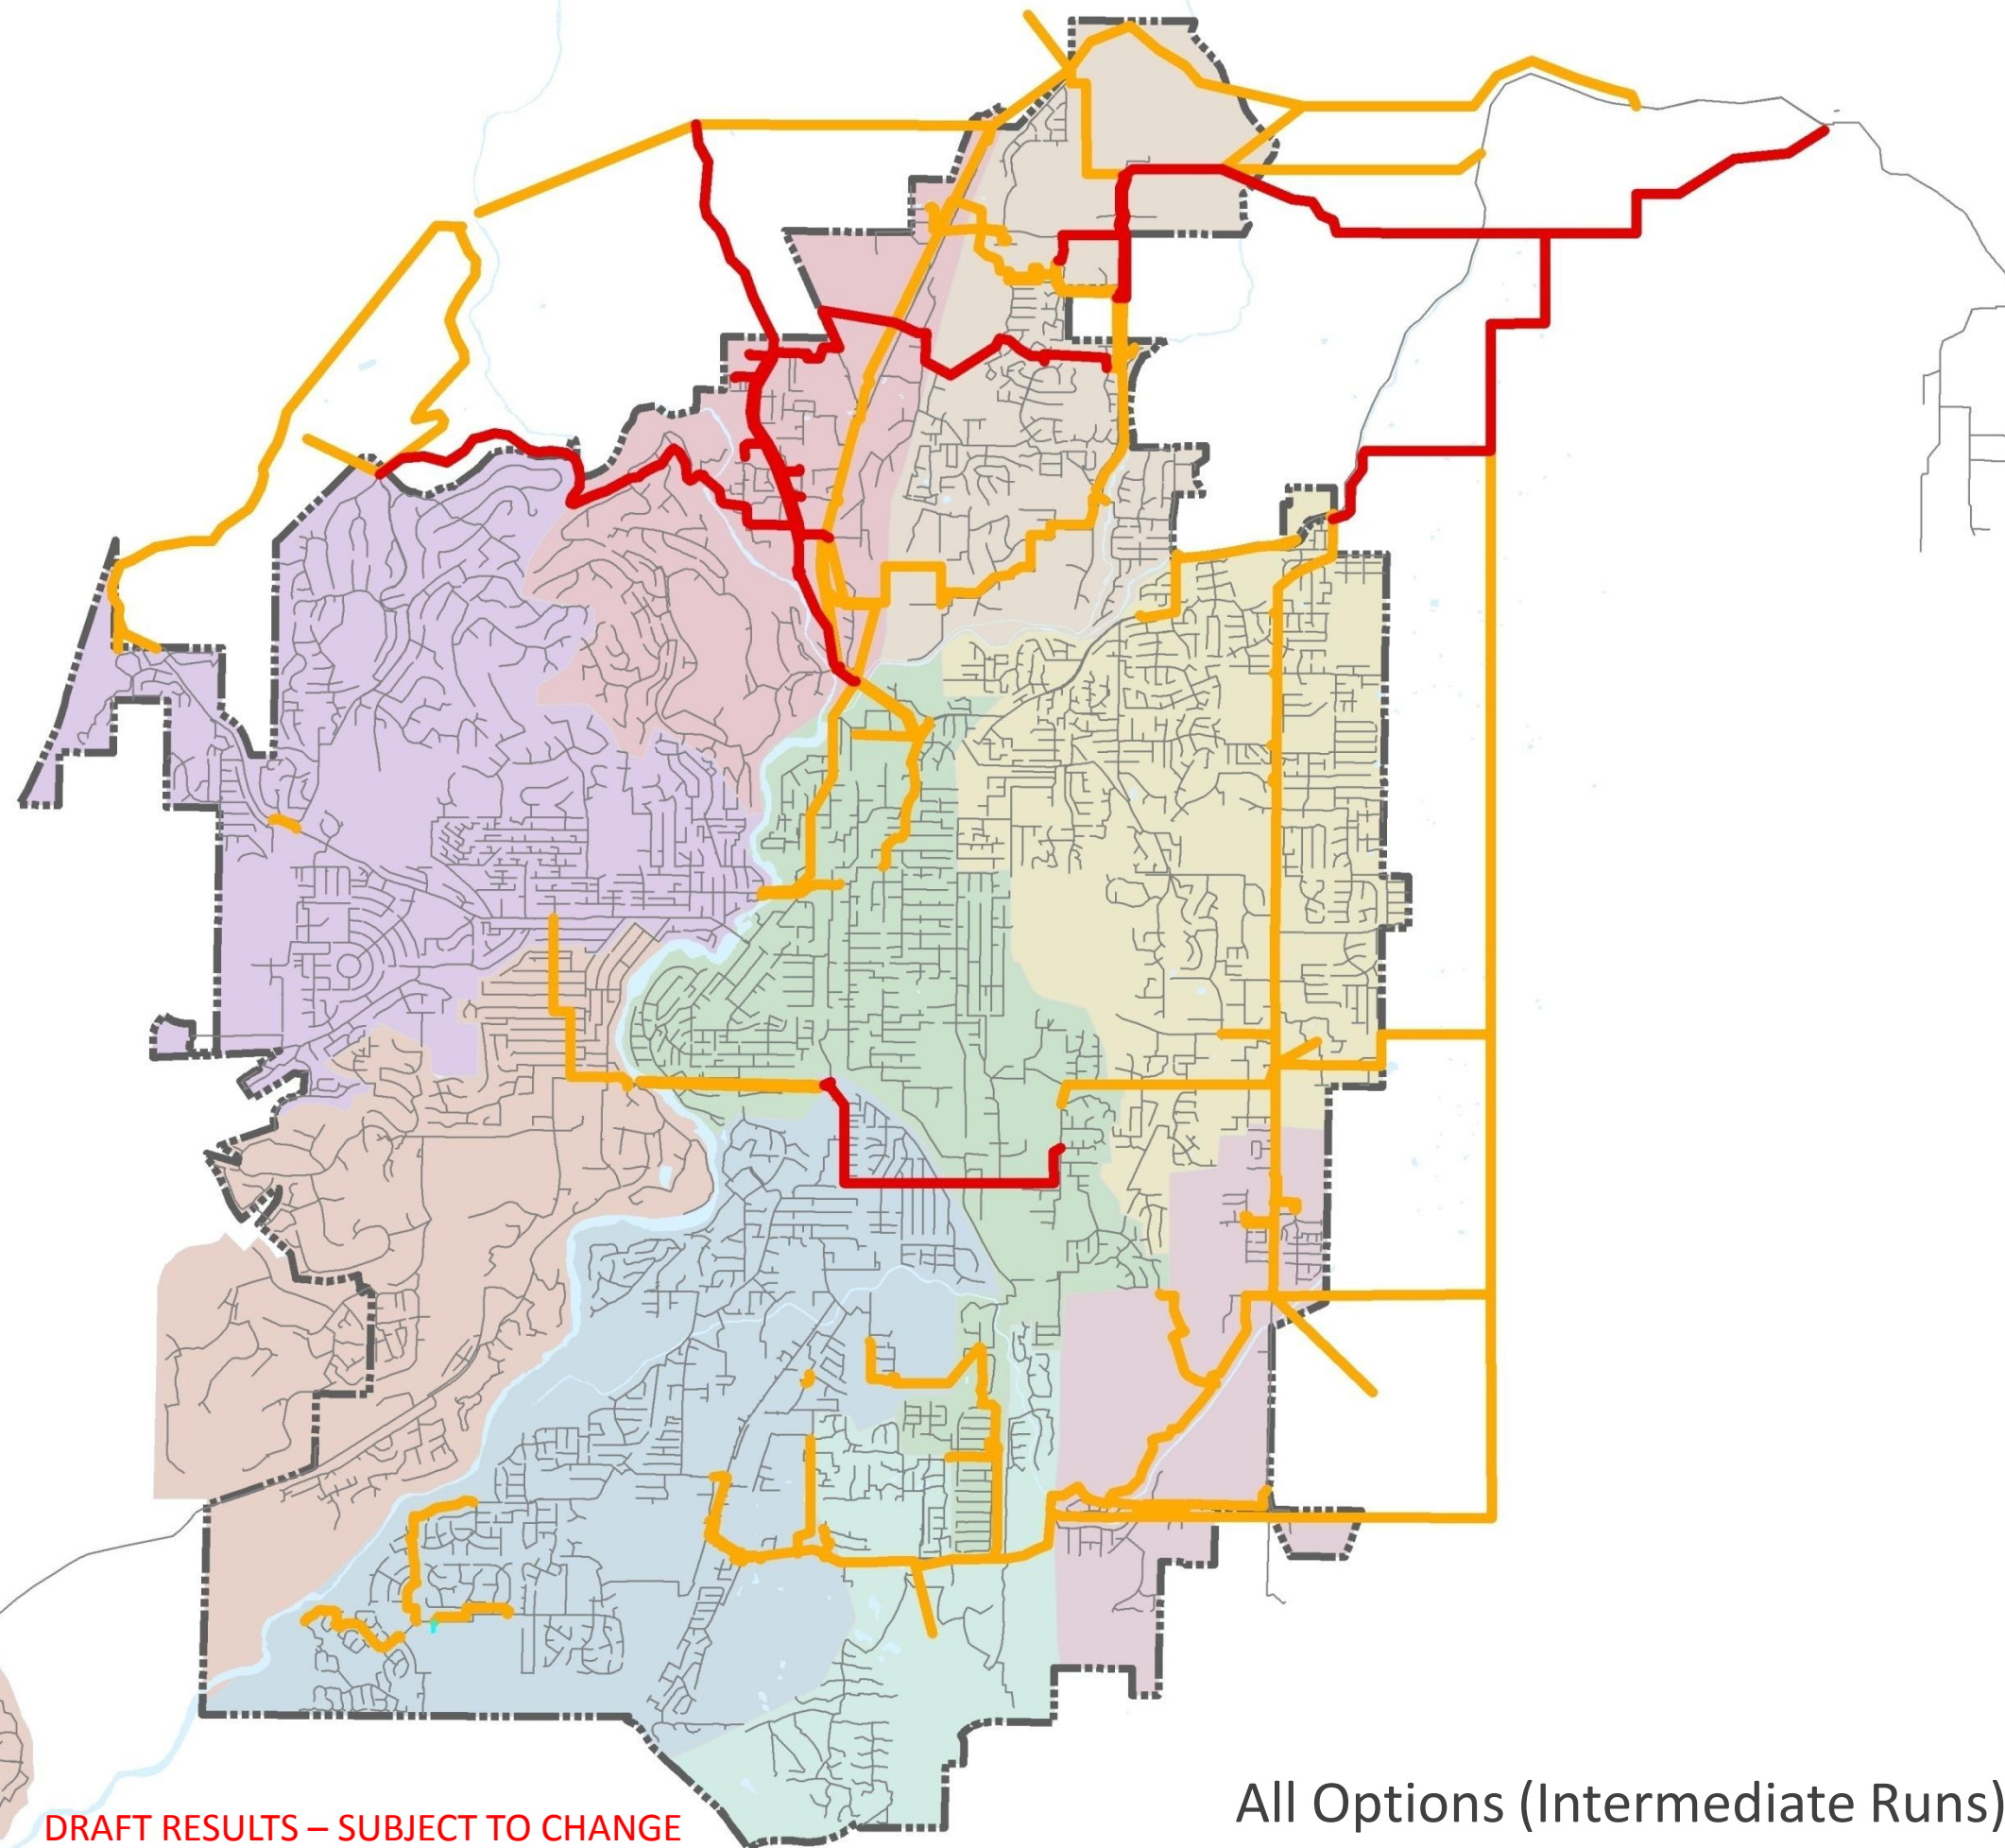 All Options (Intermediate Runs)
DRAFT RESULTS – SUBJECT TO CHANGE